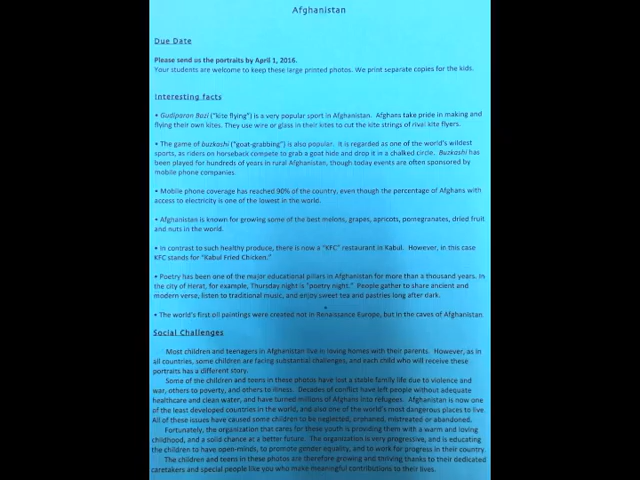 Afghanistan
Due Date
Please send us the portraits by April 1, 2016.
Your students are welcome to keep these large printed photos. We print separate copies for the kids.
Interesting facts
• Gudiparan Bazi ("kite flying") is a very popular sport in Afghanistan. Afghans take pride in making and
flying their own kites. They use wire or glass in their kites to cut the kite strings of rival kite flyers.
• The game of buzkashi ("goat-grabbing") is also popular. It is regarded as one of the world's wildest
sports, as riders on horseback compete to grab a goat hide and drop it in a chalked circle. Buzkashi has
been played for hundreds of years in rural Afghanistan, though today events are often sponsored by
mobile phone companies.
• Mobile phone coverage has reached 90% of the country, even though the percentage of Afghans with
access to electricity is one of the lowest in the world.
• Afghanistan is known for growing some of the best melons, grapes, apricots, pomegranates, dried fruit
and nuts in the world.
• In contrast to such healthy produce, there is now a "KFC" restaurant in Kabul. However, in this case
KFC stands for "Kabul Fried Chicken."
• Poetry has been one of the major educational pillars in Afghanistan for more than a thousand years. In
the city of Herat, for example, Thursday night is "poetry night." People gather to share ancient and
modern verse, listen to traditional music, and enjoy sweet tea and pastries long after dark.
• The world's first oil paintings were created not in Renaissance Europe, but in the caves of Afghanistan.
Social Challenges
Most children and teenagers in Afghanistan live in loving homes with their parents. However, as in
all countries, some children are facing substantial challenges, and each child who will receive these
portraits has a different story.
Some of the children and teens in these photos have lost a stable family life due to violence and
war, others to poverty, and others to illness. Decades of conflict have left people without adequate
healthcare and clean water, and have turned millions of Afghans into refugees. Afghanistan is now one
of the least developed countries in the world, and also one of the world's most dangerous places to live.
All of these issues have caused some children to be neglected, orphaned, mistreated or abandoned.
Fortunately, the organization that cares for these youth is providing them with a warm and loving
childhood, and a solid chance at a better future. The organization is very progressive, and is educating
the children to have open-minds, to promote gender equality, and to work for progress in their country.
The children and teens in these photos are therefore growing and thriving thanks to their dedicated
caretakers and special people like you who make meaningful contributions to their lives.